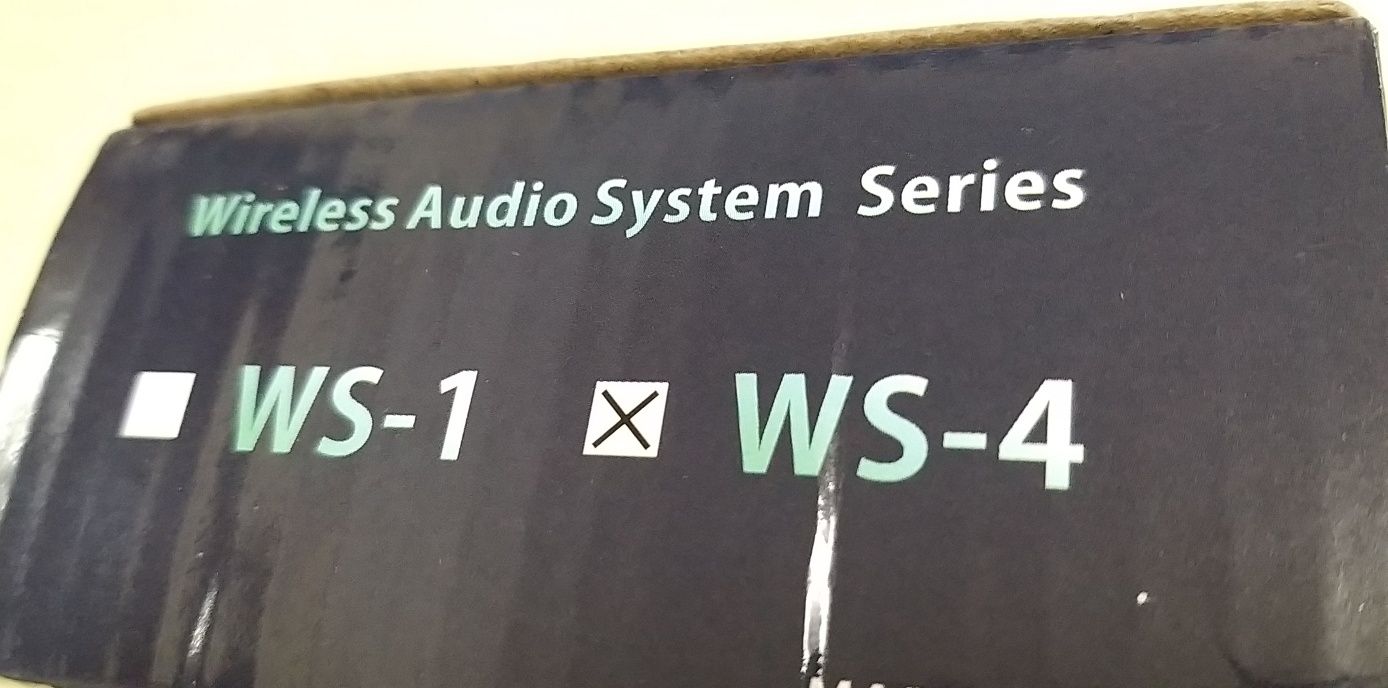 Wireless Audio System Series
WS-1 WS-4